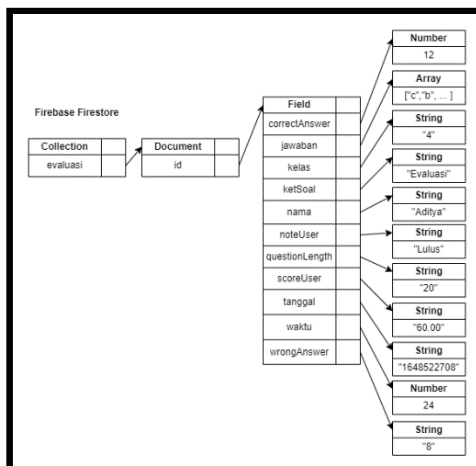 Firebase Firestore
Collection
evaluasi
Document
id
Field
correctAnswer
jawaban
kelas
ketSoal
nama
noteUser
questionLength
scoreUser
tanggal
waktu
wrongAnswer
Number
12
Array
["c","b", ... ]
String
"4"
String
"Evaluasi"
String
"Aditya"
String
"Lulus"
String
"20"
String
"60.00"
String
"1648522708"
Number
24
String
"8"